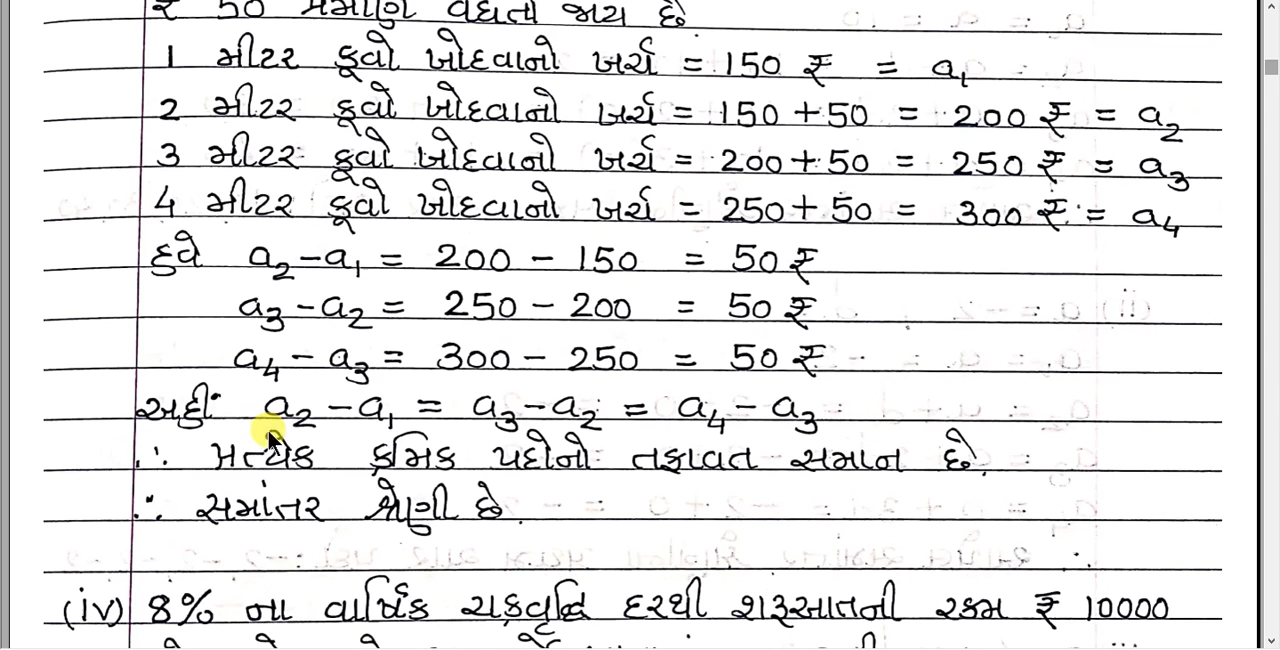 ₹ 50 પ્રમાણે વધતો જાય છે
1 મીટર કૂવો ખોદવાનો ખર્ચ = 150 ₹ = a₁
2 મીટર કૂવો ખોદવાનો ખર્ચ = 150 + 50 = 200 ₹ = a₂
3 મીટર કૂવો ખોદવાનો ખર્ચ = 200 + 50 = 250 ₹ = a₃
4 મીટર કૂવો ખોદવાનો ખર્ચ = 250 + 50 = 300 ₹ = a₄
હવે a₂ - a₁ = 200 - 150 = 50 ₹
a₃ - a₂ = 250 - 200 = 50 ₹
a₄ - a₃ = 300 - 250 = 50 ₹
અહીં a₂ - a₁ = a₃ - a₂ = a₄ - a₃
∴ પ્રત્યેક ક્રમિક પદોનો તફાવત સમાન છે.
∴ સમાંતર શ્રેણી છે.
(iv) 8% ના વાર્ષિક ચક્રવૃદ્ધિ દરથી શરૂઆતની રકમ ₹ 10000